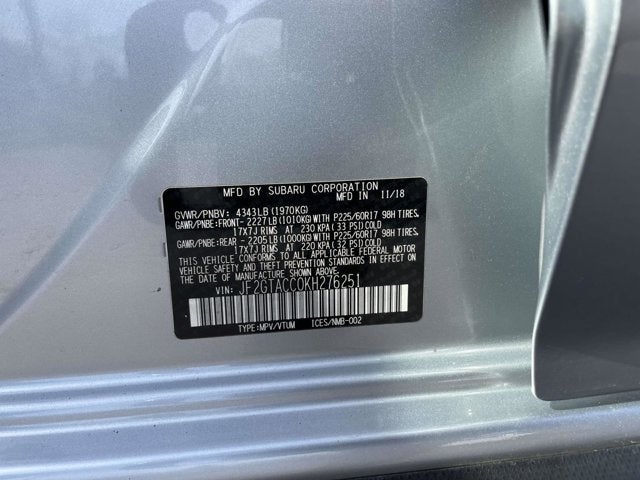 MFD BY SUBARU CORPORATION
MFD IN 11/18
GVWR/PNBV: 4343LB (1970KG)
GAWR/PNBE:FRONT- 2227LB (1010KG) WITH P225/60R17 98H TIRES.
17X7J RIMS AT 230 KPA (33 PSI) COLD
GAWR/PNBE:REAR - 2205LB (1000KG) WITH P225/60R17 98H TIRES.
17X7J RIMS AT 220 KPA (32 PSI) COLD
THIS VEHICLE CONFORMS TO ALL APPLICABLE FEDERAL MOTOR
VEHICLE SAFETY AND THEFT PREVENTION STANDARDS IN EFFECT
ON THE DATE OF MANUFACTURE SHOWN ABOVE.
VIN: JF2GTACC0KH276251
TYPE:MPV/VTUM ICES/NMB-002